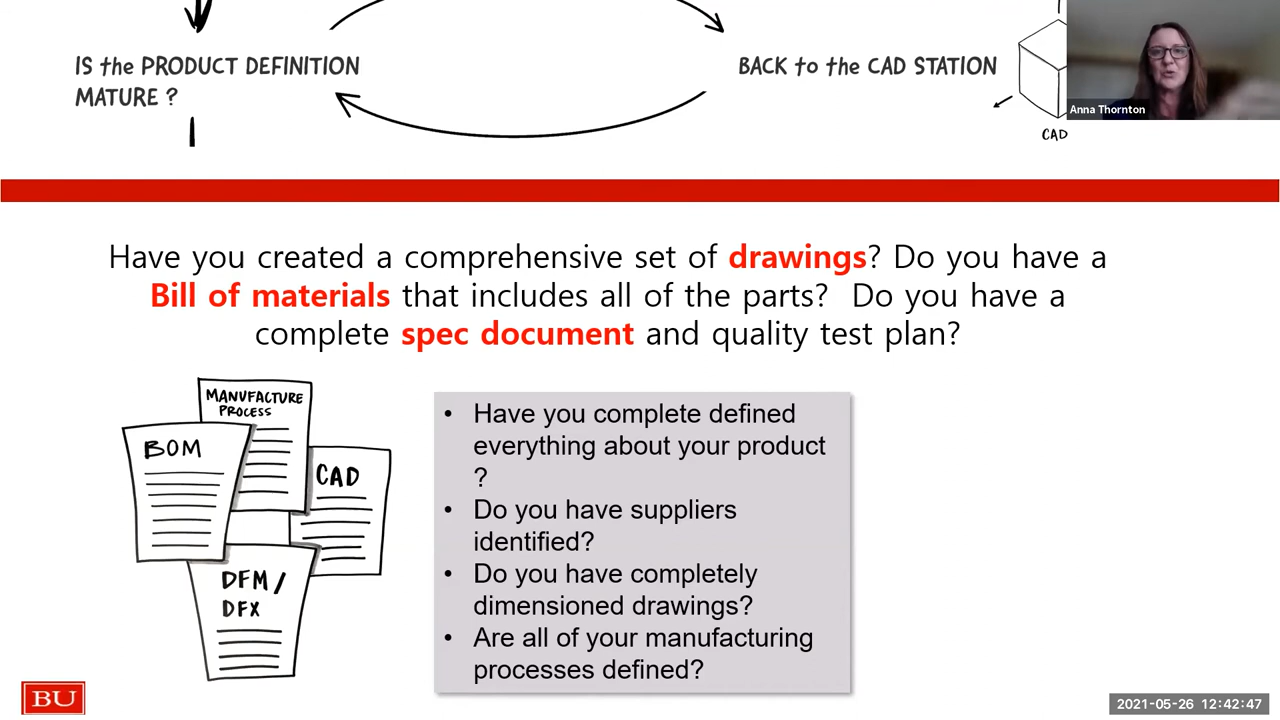 IS the PRODUCT DEFINITION
MATURE ?
BACK to the CAD STATION
CAD
Anna Thornton
Have you created a comprehensive set of drawings? Do you have a
Bill of materials that includes all of the parts? Do you have a
complete spec document and quality test plan?
MANUFACTURE
PROCESS
BOM
CAD
DFM/
DFX
• Have you complete defined
everything about your product
?
• Do you have suppliers
identified?
• Do you have completely
dimensioned drawings?
• Are all of your manufacturing
processes defined?
BU
2021-05-26 12:42:47